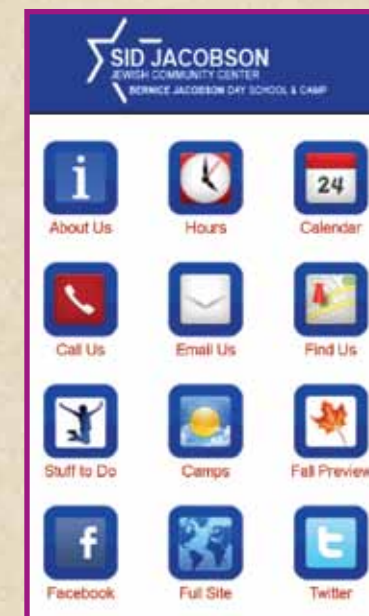 SID JACOBSON
JEWISH COMMUNITY CENTER
BERNICE JACOBSON DAY SCHOOL & CAMP
i
24
About Us Hours Calendar
Call Us Email Us Find Us
Stuff to Do Camps Fall Preview
f
t
Facebook Full Site Twitter